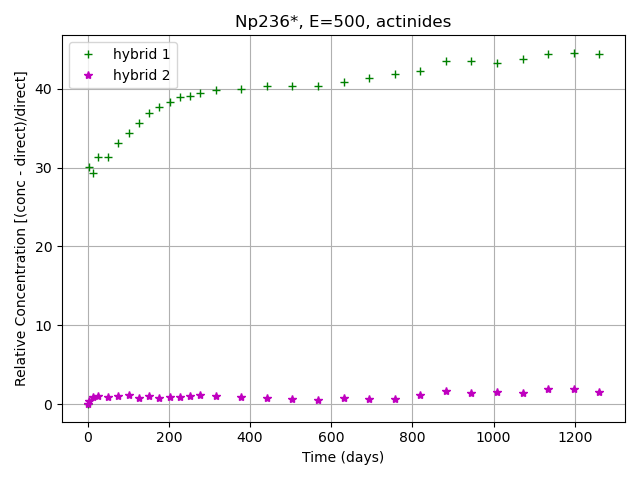 Np236*, E=500, actinides
hybrid 1
hybrid 2
Relative Concentration [(conc - direct)/direct]
40
30
20
10
0
0 200 400 600 800 1000 1200
Time (days)